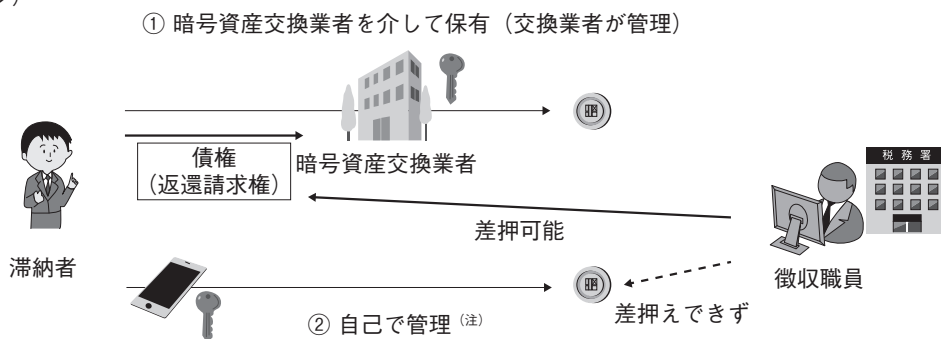 ① 暗号資産交換業者を介して保有（交換業者が管理）
債権
（返還請求権）
暗号資産交換業者
税務署
差押可能
滞納者
徴収職員
差押えできず
② 自己で管理（注）